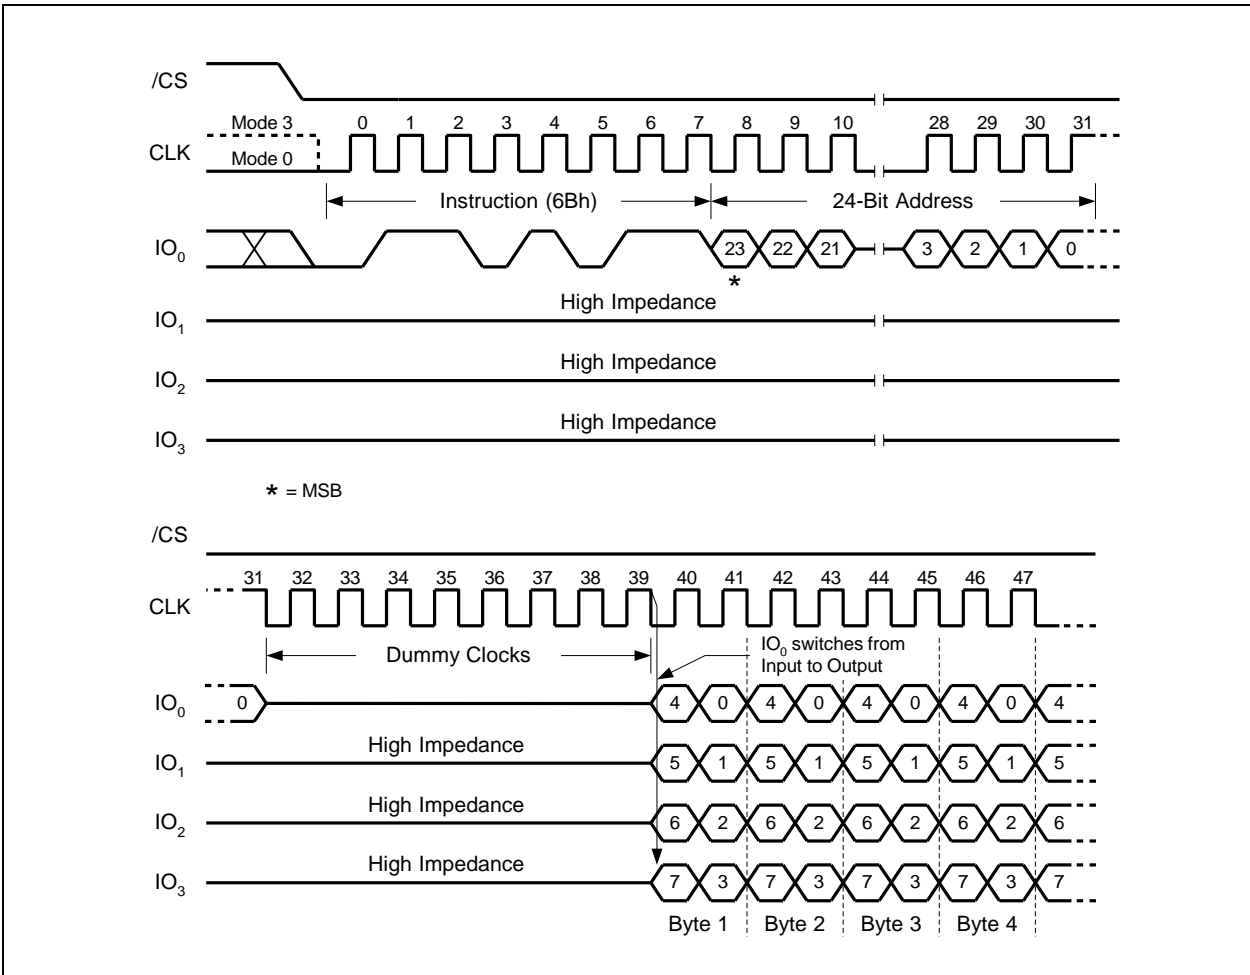 /CS
Mode 3 0 1 2 3 4 5 6 7 8 9 10 28 29 30 31
CLK
Mode 0
Instruction (6Bh) 24-Bit Address
IO0 23 22 21 3 2 1 0
*
High Impedance
IO1
High Impedance
IO2
High Impedance
IO3
* = MSB
/CS
31 32 33 34 35 36 37 38 39 40 41 42 43 44 45 46 47
CLK
Dummy Clocks
IO0 switches from
Input to Output
IO0 0 4 0 4 0 4 0 4 0 4
High Impedance
IO1 5 1 5 1 5 1 5 1 5
High Impedance
IO2 6 2 6 2 6 2 6 2 6
High Impedance
IO3 7 3 7 3 7 3 7 3 7
Byte 1 Byte 2 Byte 3 Byte 4